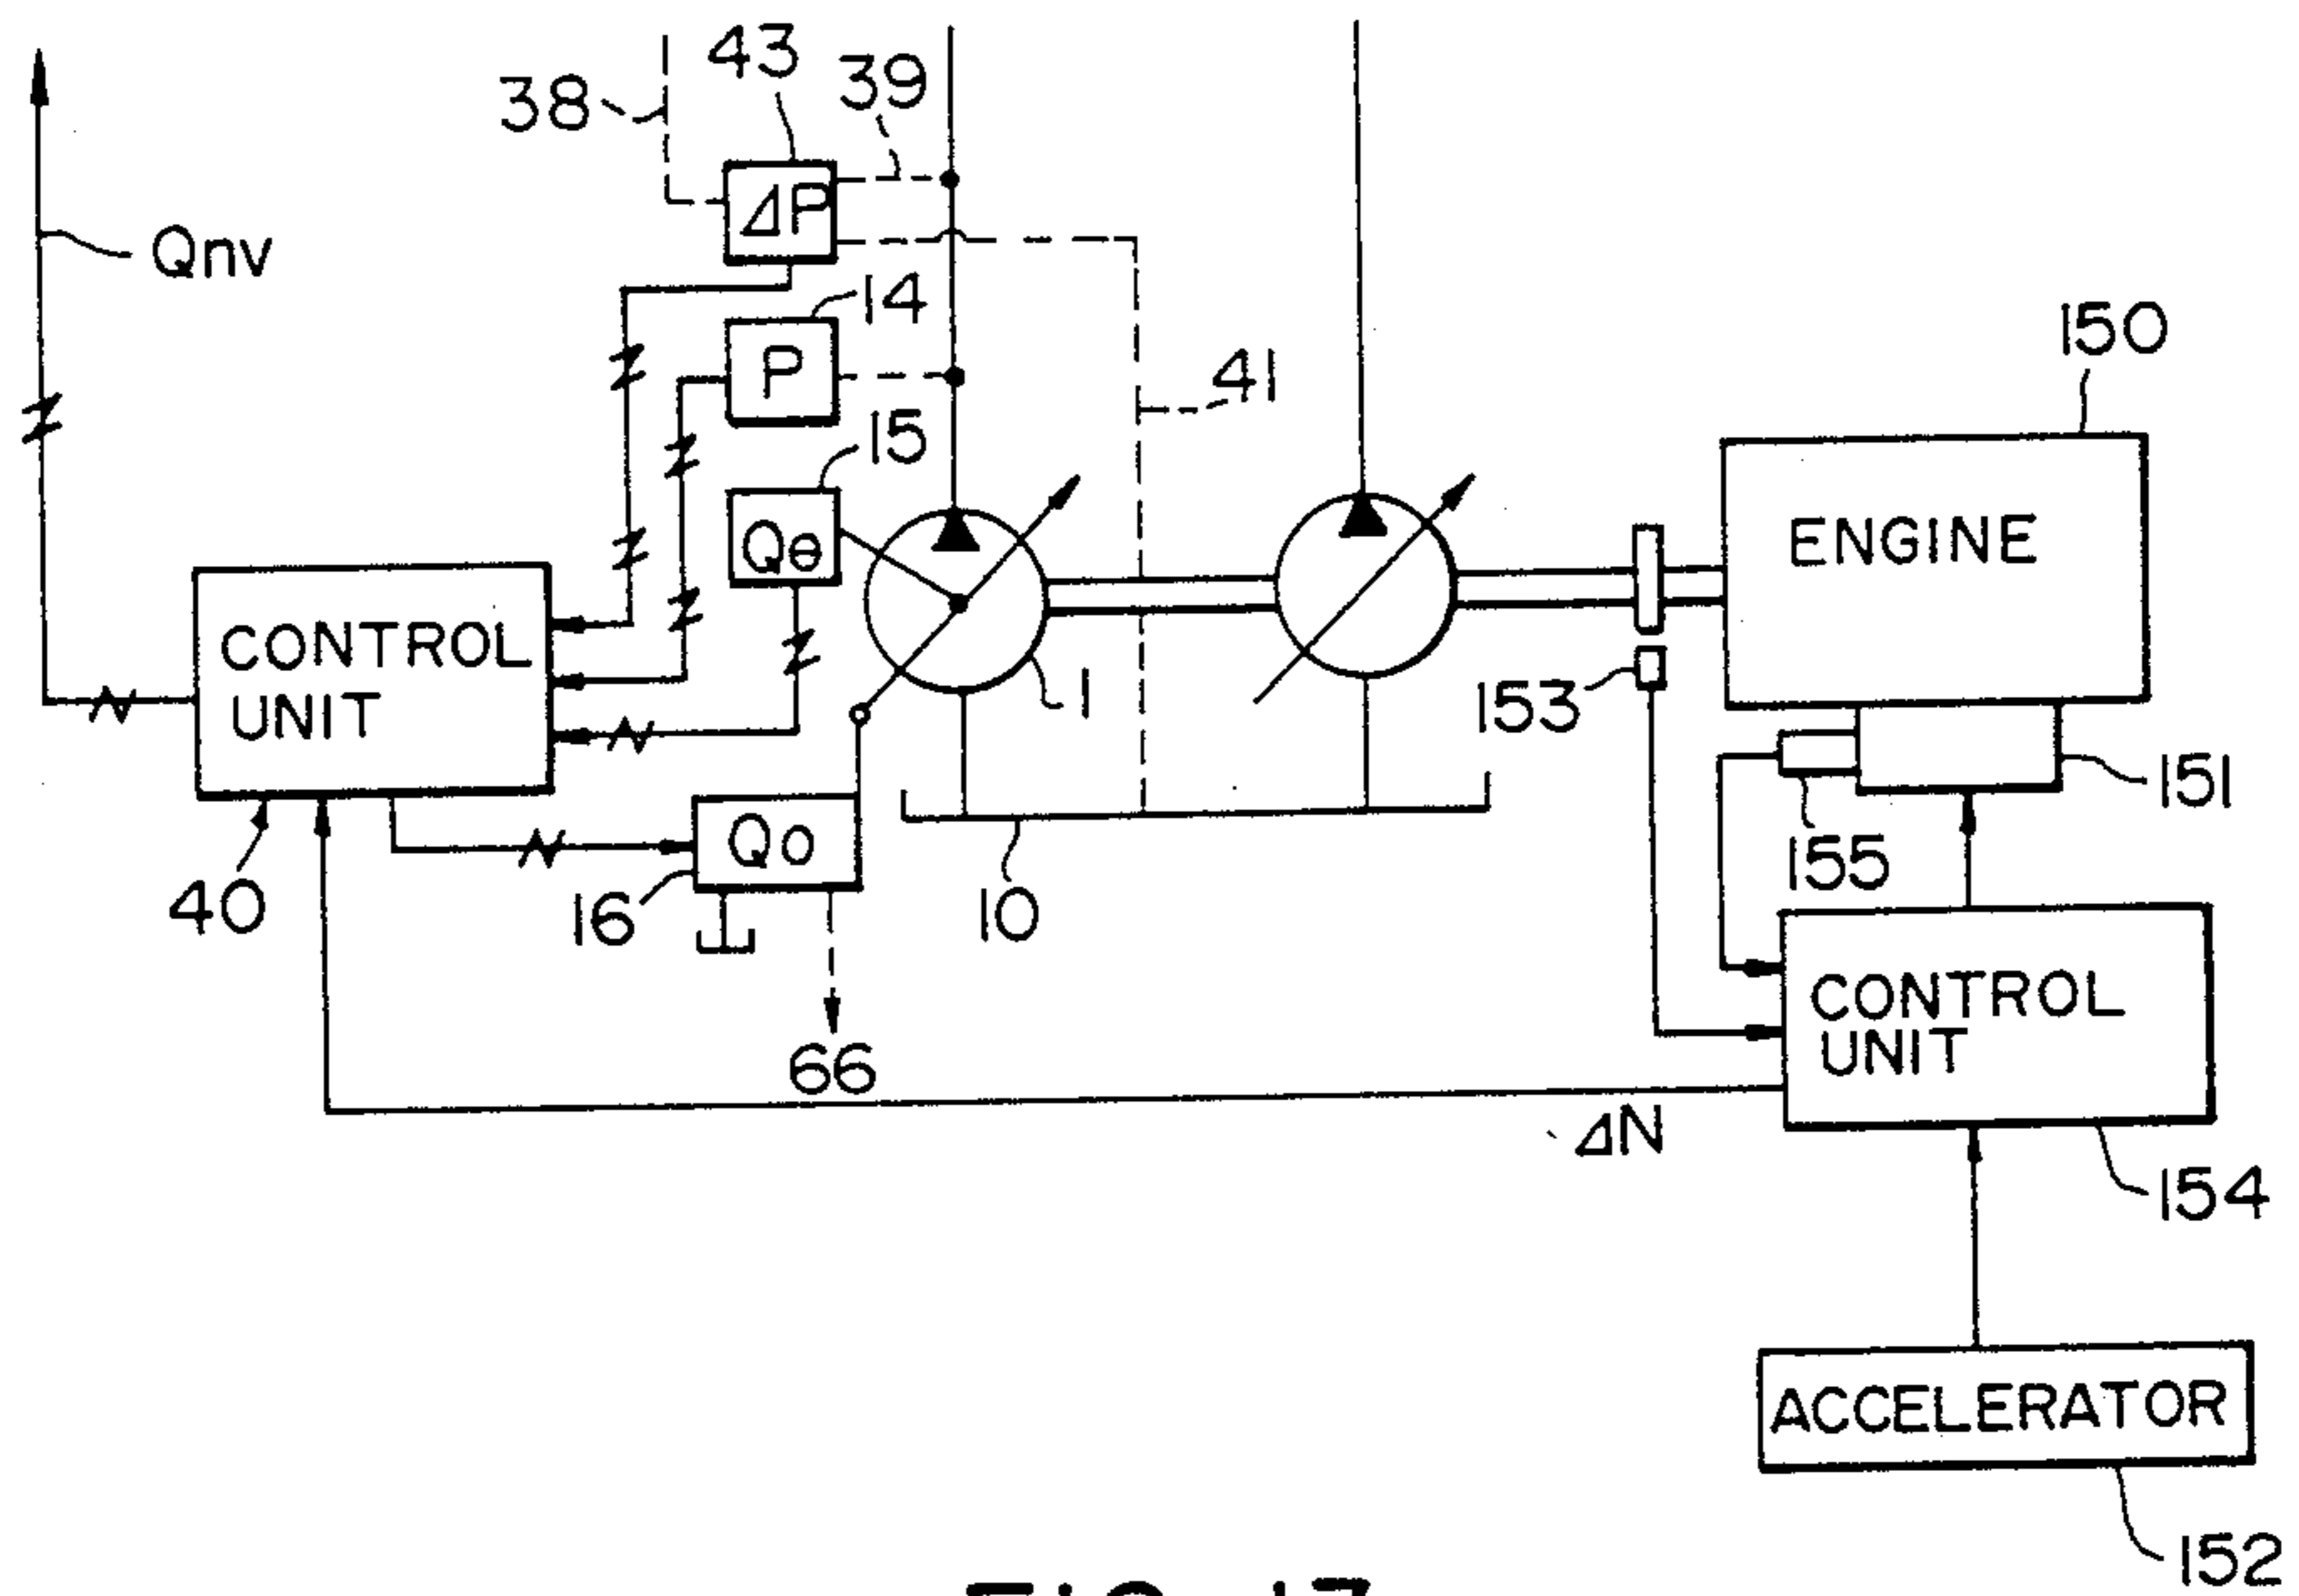 43
39
38
ΔP
Qnv
14
P
150
41
15
Qθ
ENGINE
CONTROL
UNIT
1
153
151
155
Qo
40
16
10
CONTROL
UNIT
66
ΔN
154
ACCELERATOR
152